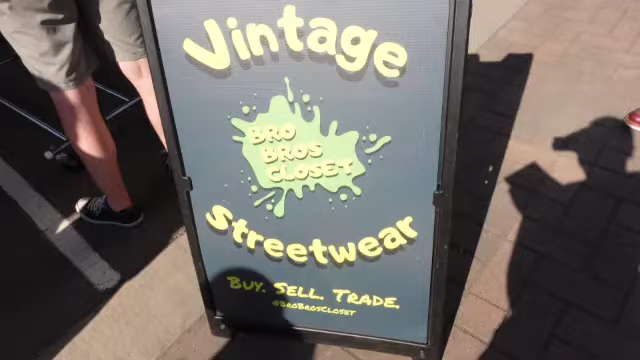 Vintage
BRO
BROS
CLOSET
Streetwear
BUY. SELL. TRADE.
@BROBROSCLOSET